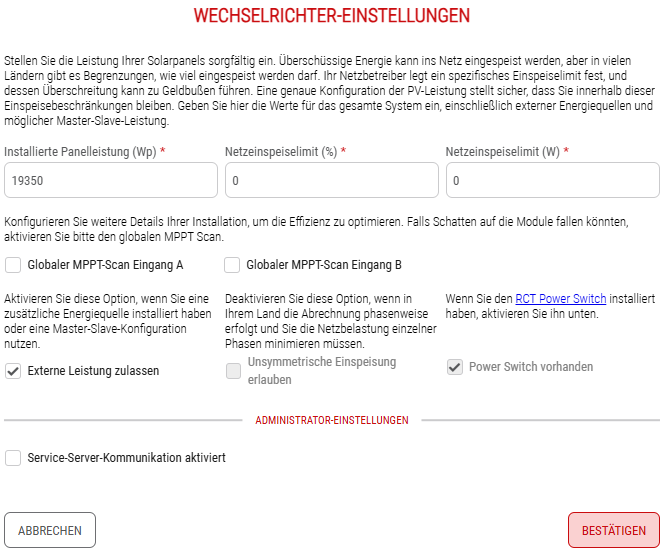 WECHSELRICHTER-EINSTELLUNGEN
Stellen Sie die Leistung Ihrer Solarpanels sorgfältig ein. Überschüssige Energie kann ins Netz eingespeist werden, aber in vielen
Ländern gibt es Begrenzungen, wie viel eingespeist werden darf. Ihr Netzbetreiber legt ein spezifisches Einspeiselimit fest, und
dessen Überschreitung kann zu Geldbußen führen. Eine genaue Konfiguration der PV-Leistung stellt sicher, dass Sie innerhalb dieser
Einspeisebeschränkungen bleiben. Geben Sie hier die Werte für das gesamte System ein, einschließlich externer Energiequellen und
möglicher Master-Slave-Leistung.
Installierte Panelleistung (Wp) *
19350
Netzeinspeiselimit (%) *
0
Netzeinspeiselimit (W) *
0
Konfigurieren Sie weitere Details Ihrer Installation, um die Effizienz zu optimieren. Falls Schatten auf die Module fallen könnten,
aktivieren Sie bitte den globalen MPPT Scan.
Globaler MPPT-Scan Eingang A
Globaler MPPT-Scan Eingang B
Aktivieren Sie diese Option, wenn Sie eine
zusätzliche Energiequelle installiert haben
oder eine Master-Slave-Konfiguration
nutzen.
Externe Leistung zulassen
Deaktivieren Sie diese Option, wenn in
Ihrem Land die Abrechnung phasenweise
erfolgt und Sie die Netzbelastung einzelner
Phasen minimieren müssen.
Unsymmetrische Einspeisung
erlauben
Wenn Sie den RCT Power Switch installiert
haben, aktivieren Sie ihn unten.
Power Switch vorhanden
ADMINISTRATOR-EINSTELLUNGEN
Service-Server-Kommunikation aktiviert
ABBRECHEN
BESTÄTIGEN